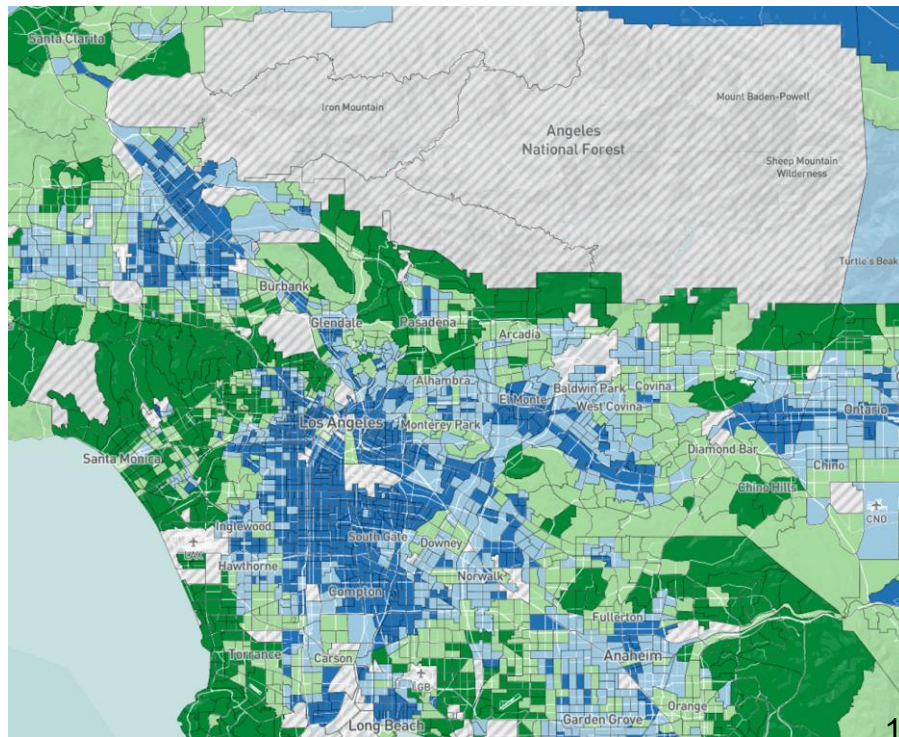 Santa Clarita
Iron Mountain
Mount Baden-Powell
Angeles
National Forest
Sheep Mountain
Wilderness
Turtle's Beak
Burbank
Glendale
Pasadena
Arcadia
Alhambra
Baldwin Park
Covina
El Monte
West Covina
Ontario
Los Angeles
Monterey Park
Diamond Bar
Santa Monica
Chino
Chino Hills
CNO
Inglewood
South Gate
Downey
LAX
Hawthorne
Norwalk
Compton
Fullerton
Torrance
Carson
Anaheim
LGB
Orange
Long Beach
Garden Grove
1